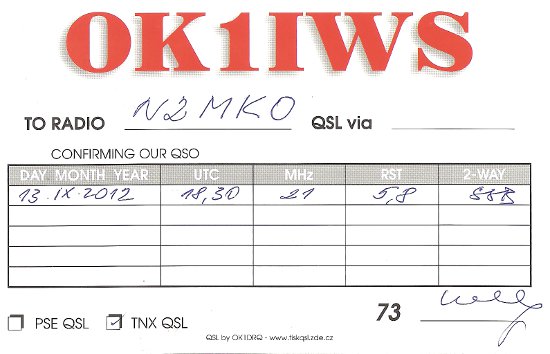 OK1IWS
TO RADIO N2MKO QSL via
CONFIRMING OUR QSO
DAY MONTH YEAR UTC MHz RST 2-WAY
13. IX. 2012 18,30 21 5,8 SSB
73
PSE QSL ☑ TNX QSL
QSL by OK1DRQ - www.tiskqsl.zde.cz